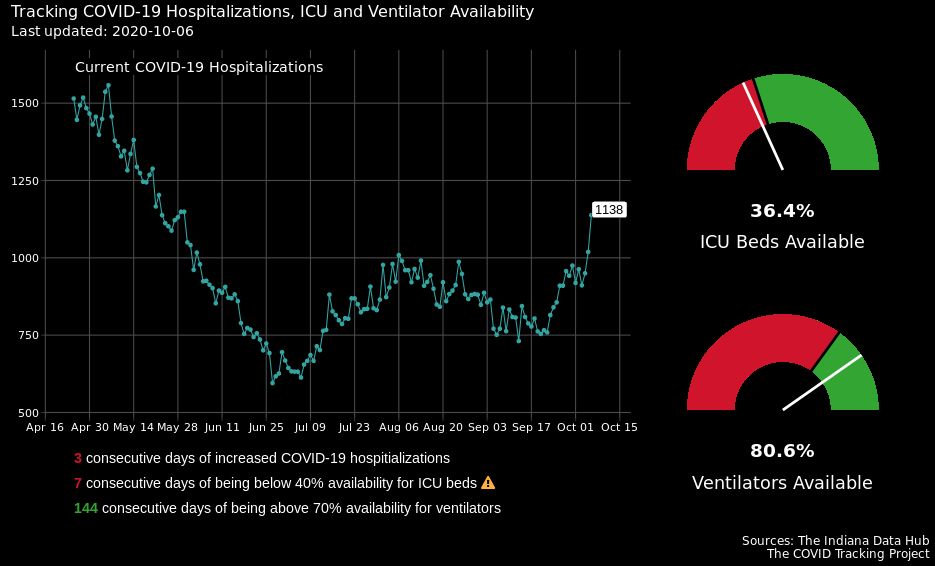 Tracking COVID-19 Hospitalizations, ICU and Ventilator Availability
Last updated: 2020-10-06
Current COVID-19 Hospitalizations
1500
1250
1000
750
500
Apr 16 Apr 30 May 14 May 28 Jun 11 Jun 25 Jul 09 Jul 23 Aug 06 Aug 20 Sep 03 Sep 17 Oct 01 Oct 15
1138
36.4%
ICU Beds Available
80.6%
Ventilators Available
3 consecutive days of increased COVID-19 hospitializations
7 consecutive days of being below 40% availability for ICU beds
144 consecutive days of being above 70% availability for ventilators
Sources: The Indiana Data Hub
The COVID Tracking Project